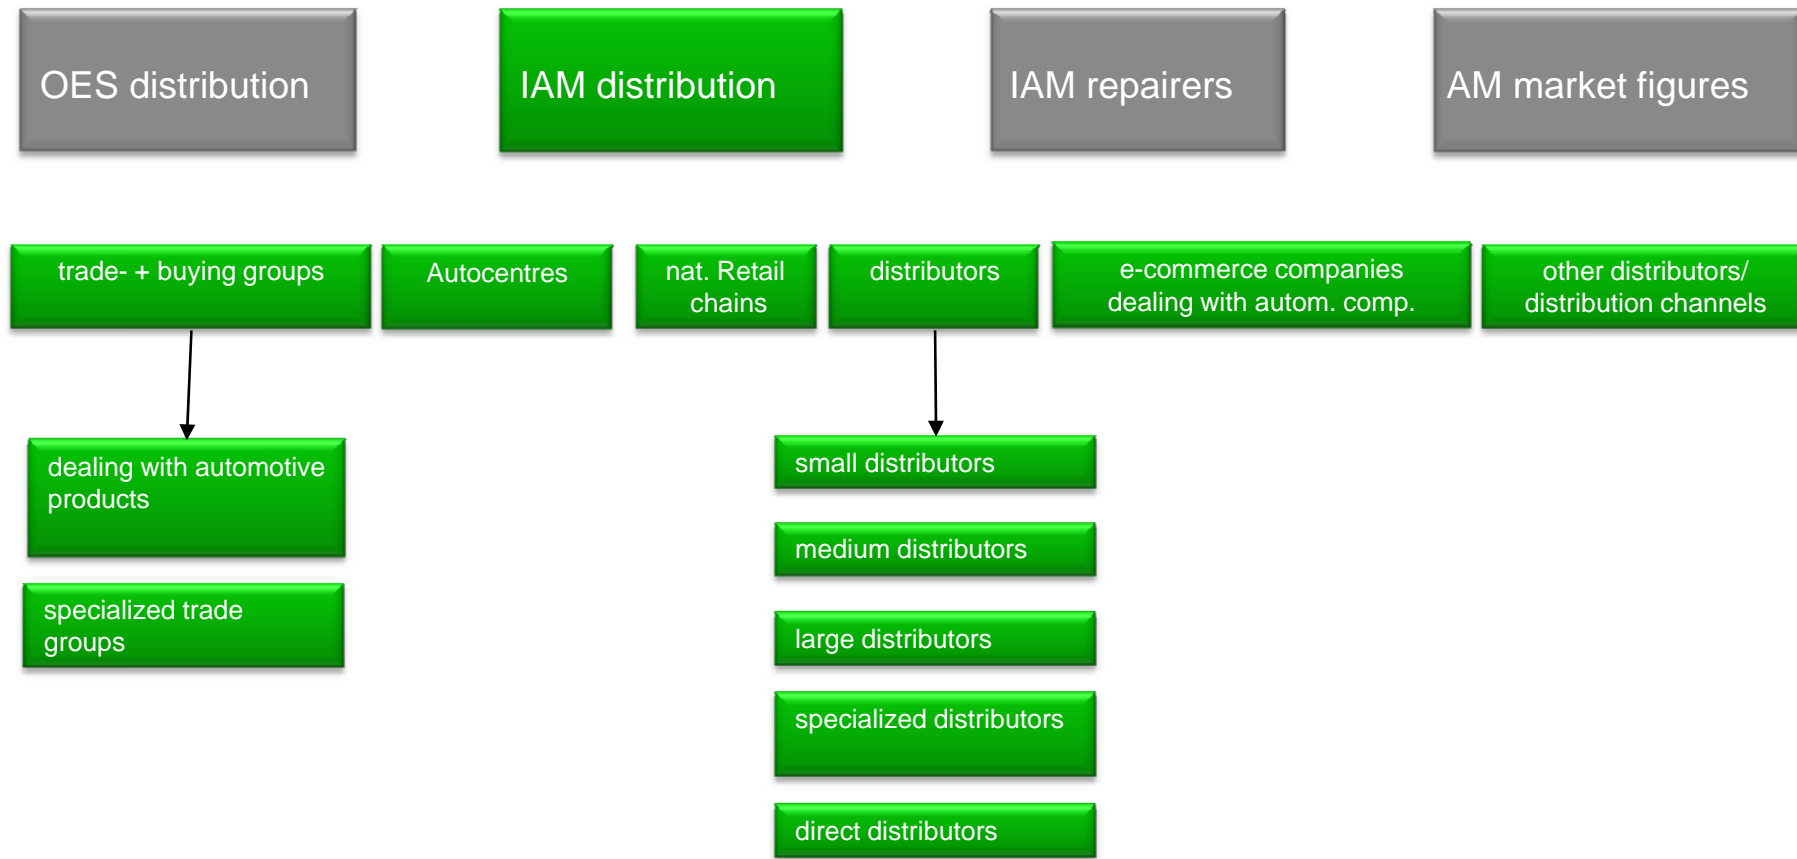 OES distribution
IAM distribution
IAM repairers
AM market figures
trade- + buying groups
Autocentres
nat. Retail
chains
distributors
e-commerce companies
dealing with autom. comp.
other distributors/
distribution channels
dealing with automotive
products
specialized trade
groups
small distributors
medium distributors
large distributors
specialized distributors
direct distributors